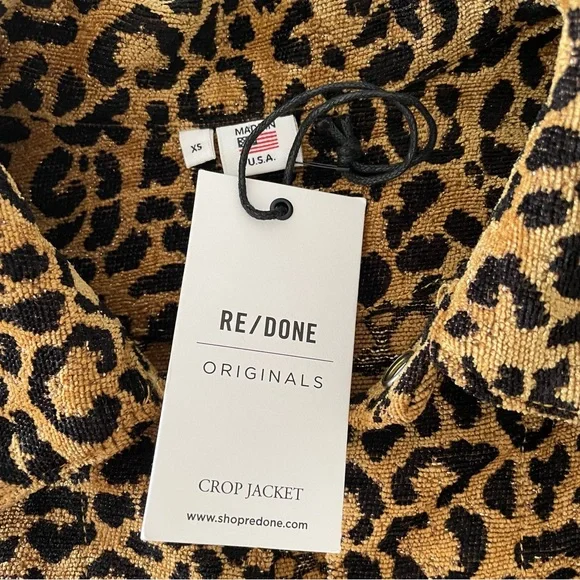 XS
MADE IN
U.S.A.
RE/DONE
ORIGINALS
CROP JACKET
www.shopredone.com